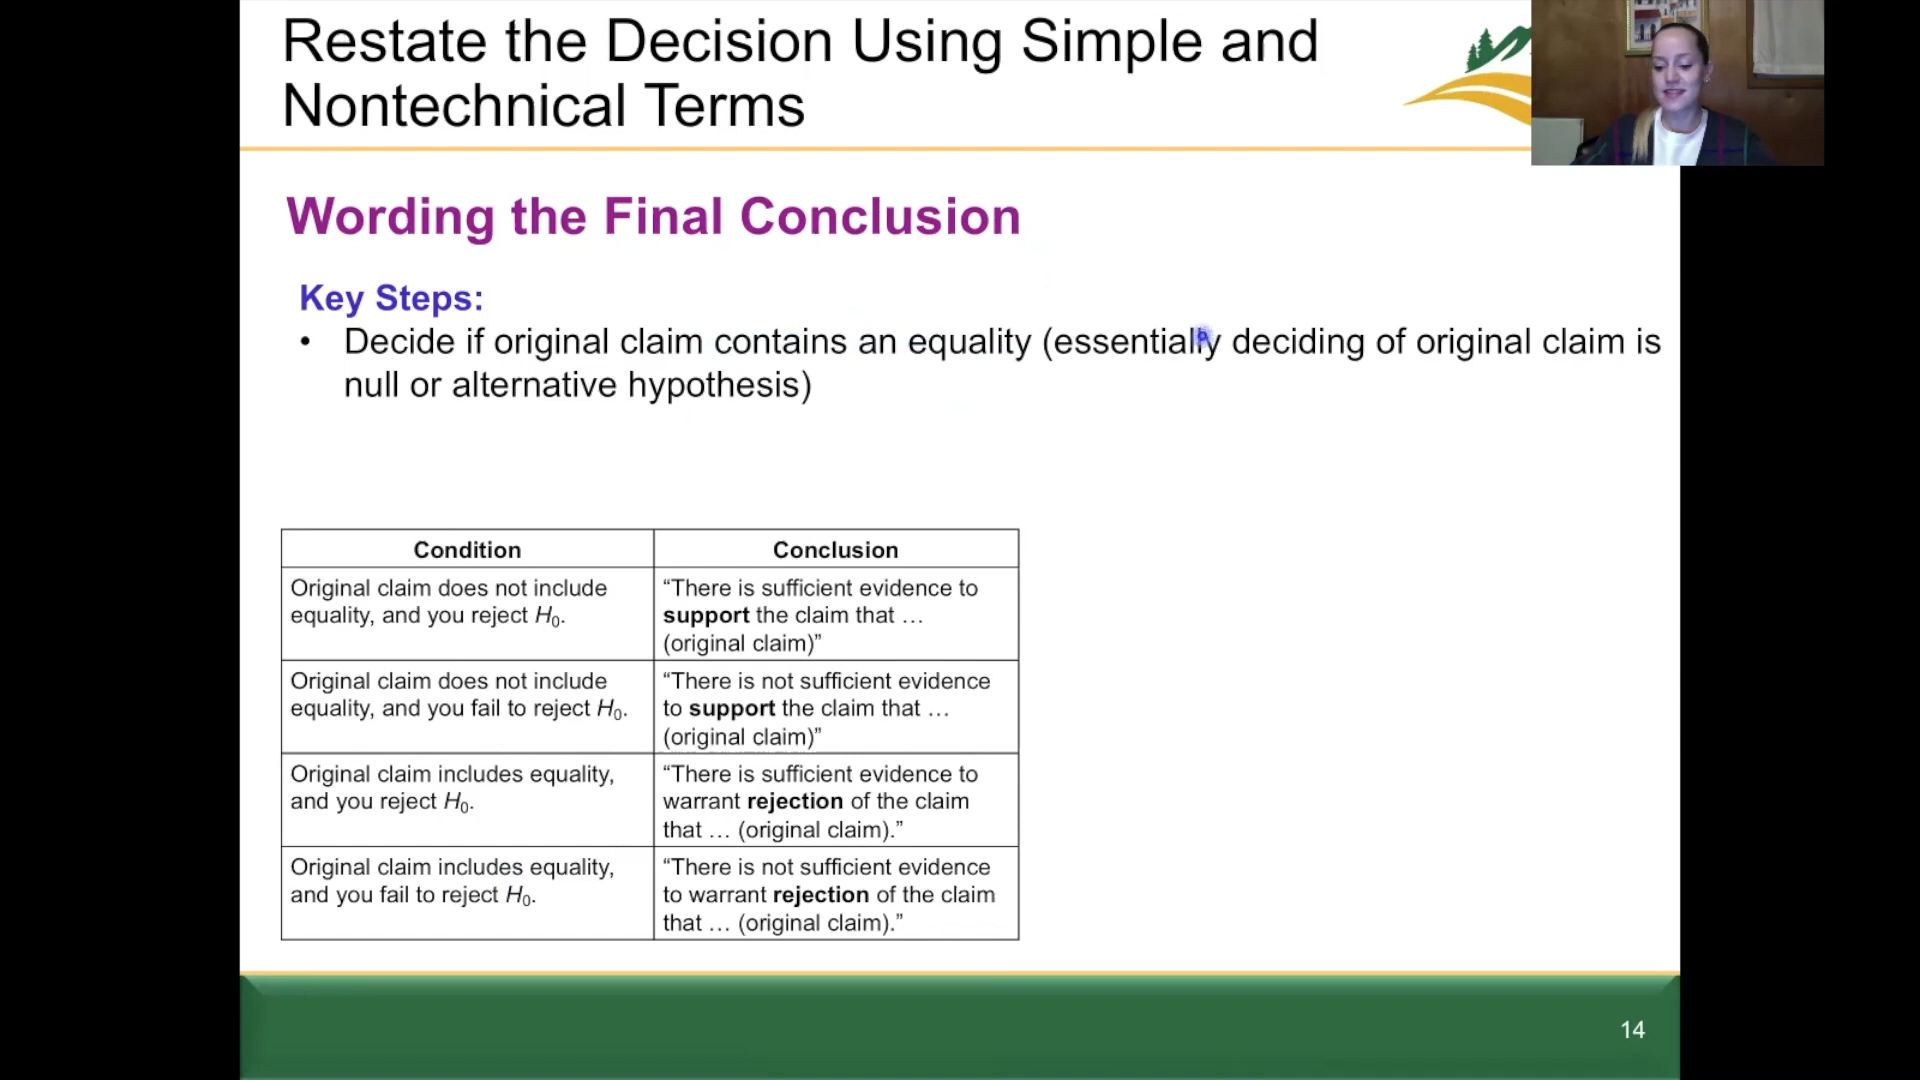 Restate the Decision Using Simple and
Nontechnical Terms
Wording the Final Conclusion
Key Steps:
• Decide if original claim contains an equality (essentially deciding of original claim is
null or alternative hypothesis)
Condition
Conclusion
Original claim does not include
equality, and you reject H₀.
“There is sufficient evidence to
support the claim that …
(original claim)”
Original claim does not include
equality, and you fail to reject H₀.
“There is not sufficient evidence
to support the claim that …
(original claim)”
Original claim includes equality,
and you reject H₀.
“There is sufficient evidence to
warrant rejection of the claim
that … (original claim).”
Original claim includes equality,
and you fail to reject H₀.
“There is not sufficient evidence
to warrant rejection of the claim
that … (original claim).”
14